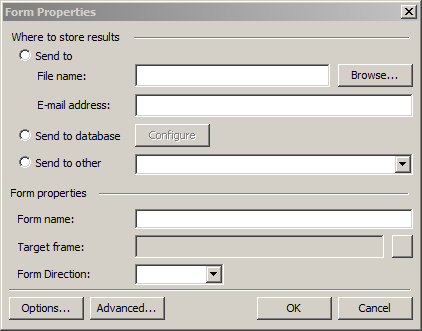 Form Properties
Where to store results
Send to
File name:
Browse...
E-mail address:
Send to database
Configure
Send to other
Form properties
Form name:
Target frame:
Form Direction:
Options...
Advanced...
OK
Cancel